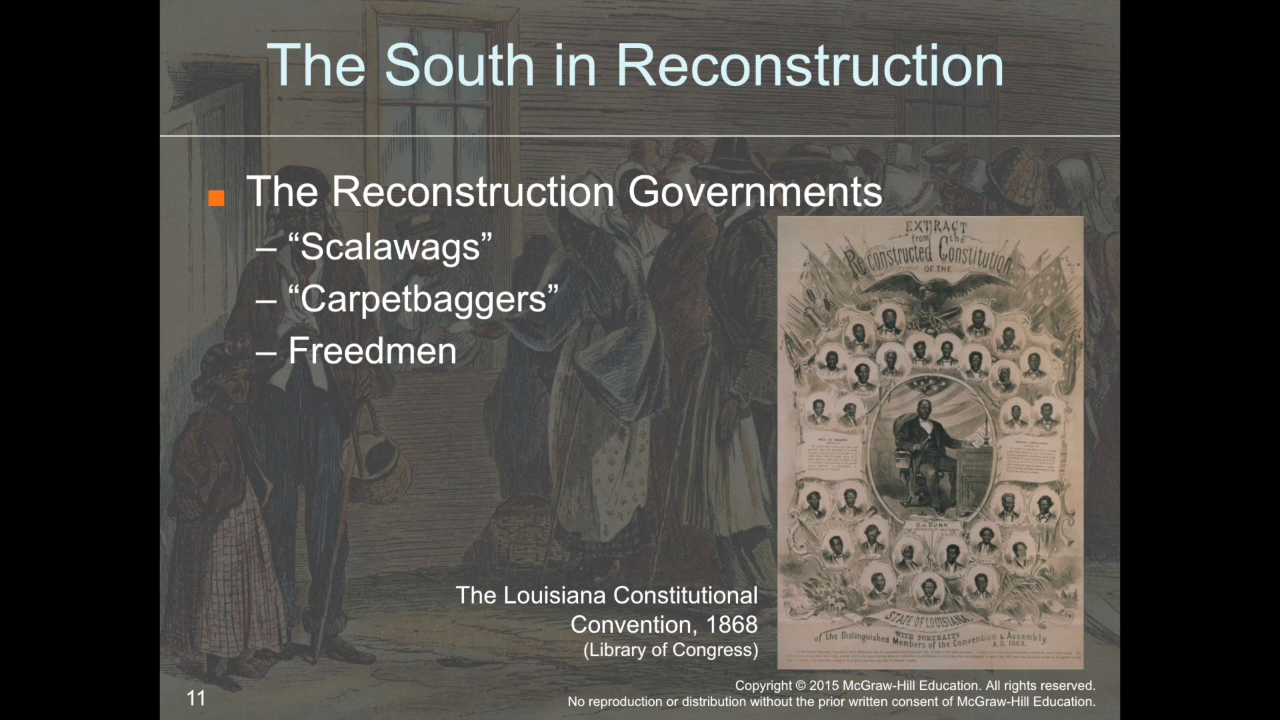 The South in Reconstruction
■ The Reconstruction Governments
– “Scalawags”
– “Carpetbaggers”
– Freedmen
EXTRACT
from the
Reconstructed Constitution
OF THE
O.J. DUNN
STATE OF LOUISIANA
WITH PORTRAITS
of the Distinguished Members of the Convention & Assembly
A.D. 1868.
The Louisiana Constitutional
Convention, 1868
(Library of Congress)
Copyright © 2015 McGraw-Hill Education. All rights reserved.
No reproduction or distribution without the prior written consent of McGraw-Hill Education.
11